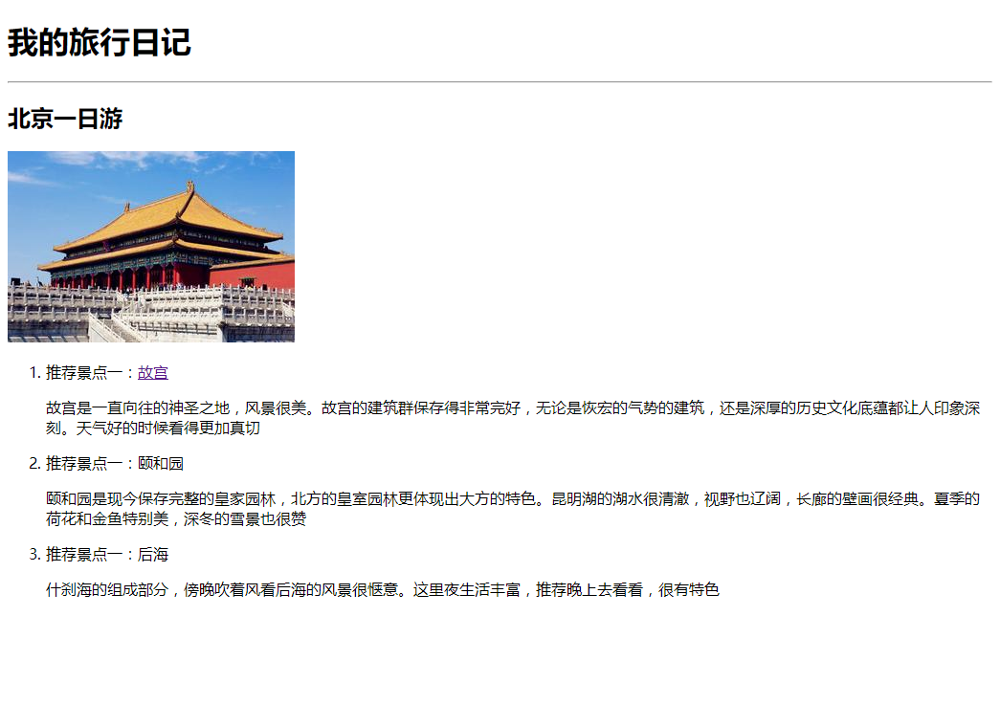 我的旅行日记
北京一日游
1. 推荐景点一：故宫
故宫是一直向往的神圣之地，风景很美。故宫的建筑群保存得非常完好，无论是恢宏的气势的建筑，还是深厚的历史文化底蕴都让人印象深
刻。天气好的时候看得更加真切
2. 推荐景点一：颐和园
颐和园是现今保存完整的皇家园林，北方的皇室园林更体现出大方的特色。昆明湖的湖水很清澈，视野也辽阔，长廊的壁画很经典。夏季的
荷花和金鱼特别美，深冬的雪景也很赞
3. 推荐景点一：后海
什刹海的组成部分，傍晚吹着风看后海的风景很惬意。这里夜生活丰富，推荐晚上去看看，很有特色